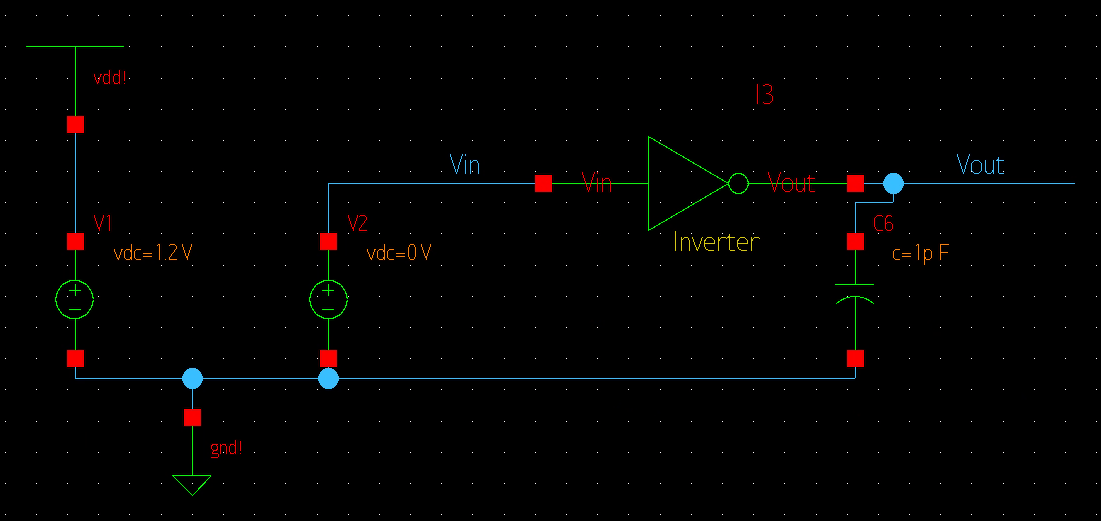 vdd!
I3
Vin
Vin
Vout
Vout
V1
vdc=1.2 V
V2
vdc=0 V
Inverter
C6
c=1p F
gnd!